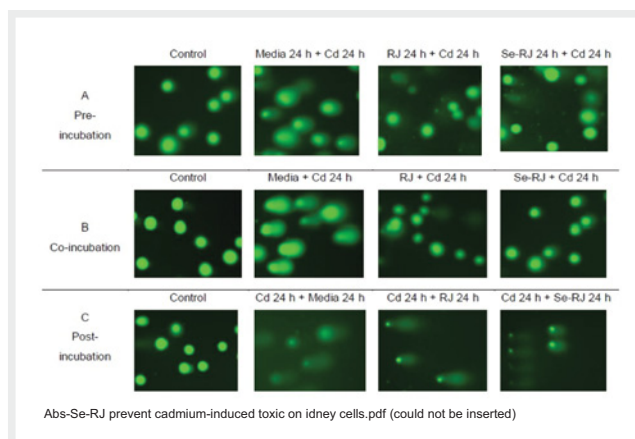 Control Media 24 h + Cd 24 h RJ 24 h + Cd 24 h Se-RJ 24 h + Cd 24 h
A
Pre-
incubation
Control Media + Cd 24 h RJ + Cd 24 h Se-RJ + Cd 24 h
B
Co-incubation
Control Cd 24 h + Media 24 h Cd 24 h + RJ 24 h Cd 24 h + Se-RJ 24 h
C
Post-
incubation
Abs-Se-RJ prevent cadmium-induced toxic on idney cells.pdf (could not be inserted)